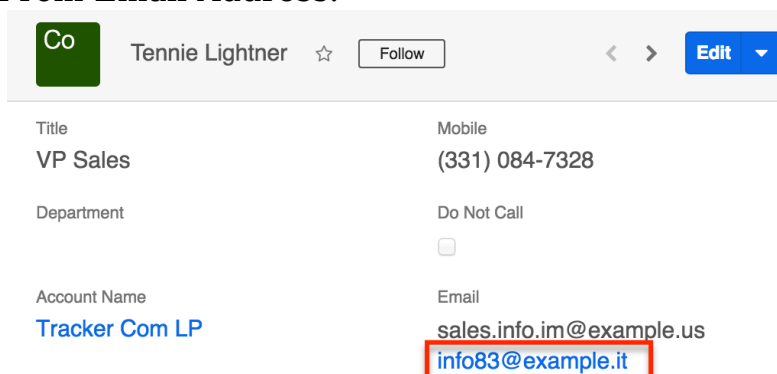 Co
Tennie Lightner ☆ Follow < > Edit
Title
VP Sales
Mobile
(331) 084-7328
Department
Do Not Call
Account Name
Tracker Com LP
Email
sales.info.im@example.us
info83@example.it